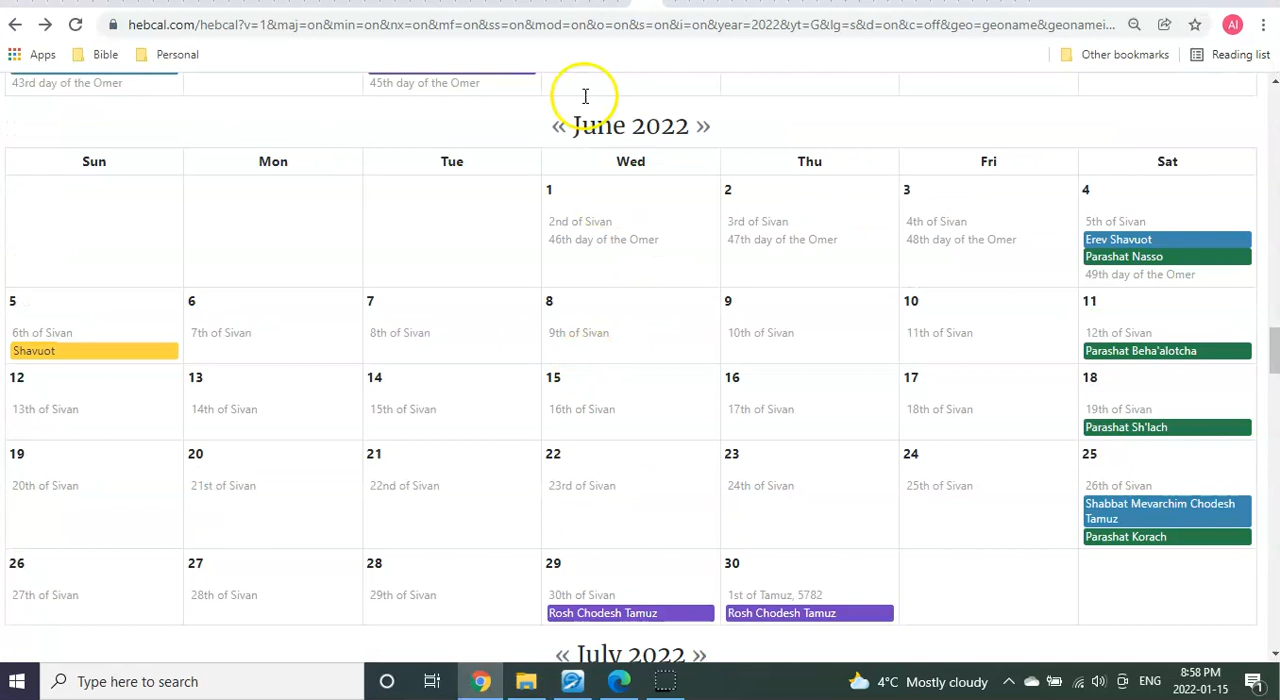 hebcal.com/vhebcal.com/?v=1&maj=on&min=on&nx=on&mf=on&ss=on&mod=on&o=on&s=on&i=on&year=2022&yt=G&lg=s&d=on&c=off&geo=geoname&geonamei...
AI
Apps
Bible
Personal
Other bookmarks
Reading list
43rd day of the Omer
45th day of the Omer
« June 2022 »
Sun Mon Tue Wed Thu Fri Sat
1 2 3 4
2nd of Sivan 3rd of Sivan 4th of Sivan 5th of Sivan
46th day of the Omer 47th day of the Omer 48th day of the Omer Erev Shavuot
Parashat Nasso
49th day of the Omer
5 6 7 8 9 10 11
6th of Sivan 7th of Sivan 8th of Sivan 9th of Sivan 10th of Sivan 11th of Sivan 12th of Sivan
Shavuot Parashat Beha'alotcha
12 13 14 15 16 17 18
13th of Sivan 14th of Sivan 15th of Sivan 16th of Sivan 17th of Sivan 18th of Sivan 19th of Sivan
Parashat Sh'lach
19 20 21 22 23 24 25
20th of Sivan 21st of Sivan 22nd of Sivan 23rd of Sivan 24th of Sivan 25th of Sivan 26th of Sivan
Shabbat Mevarchim Chodesh
Tamuz
Parashat Korach
26 27 28 29 30
27th of Sivan 28th of Sivan 29th of Sivan 30th of Sivan 1st of Tamuz, 5782
Rosh Chodesh Tamuz Rosh Chodesh Tamuz
« July 2022 »
Type here to search
4°C Mostly cloudy
ENG
8:58 PM
2022-01-15
1